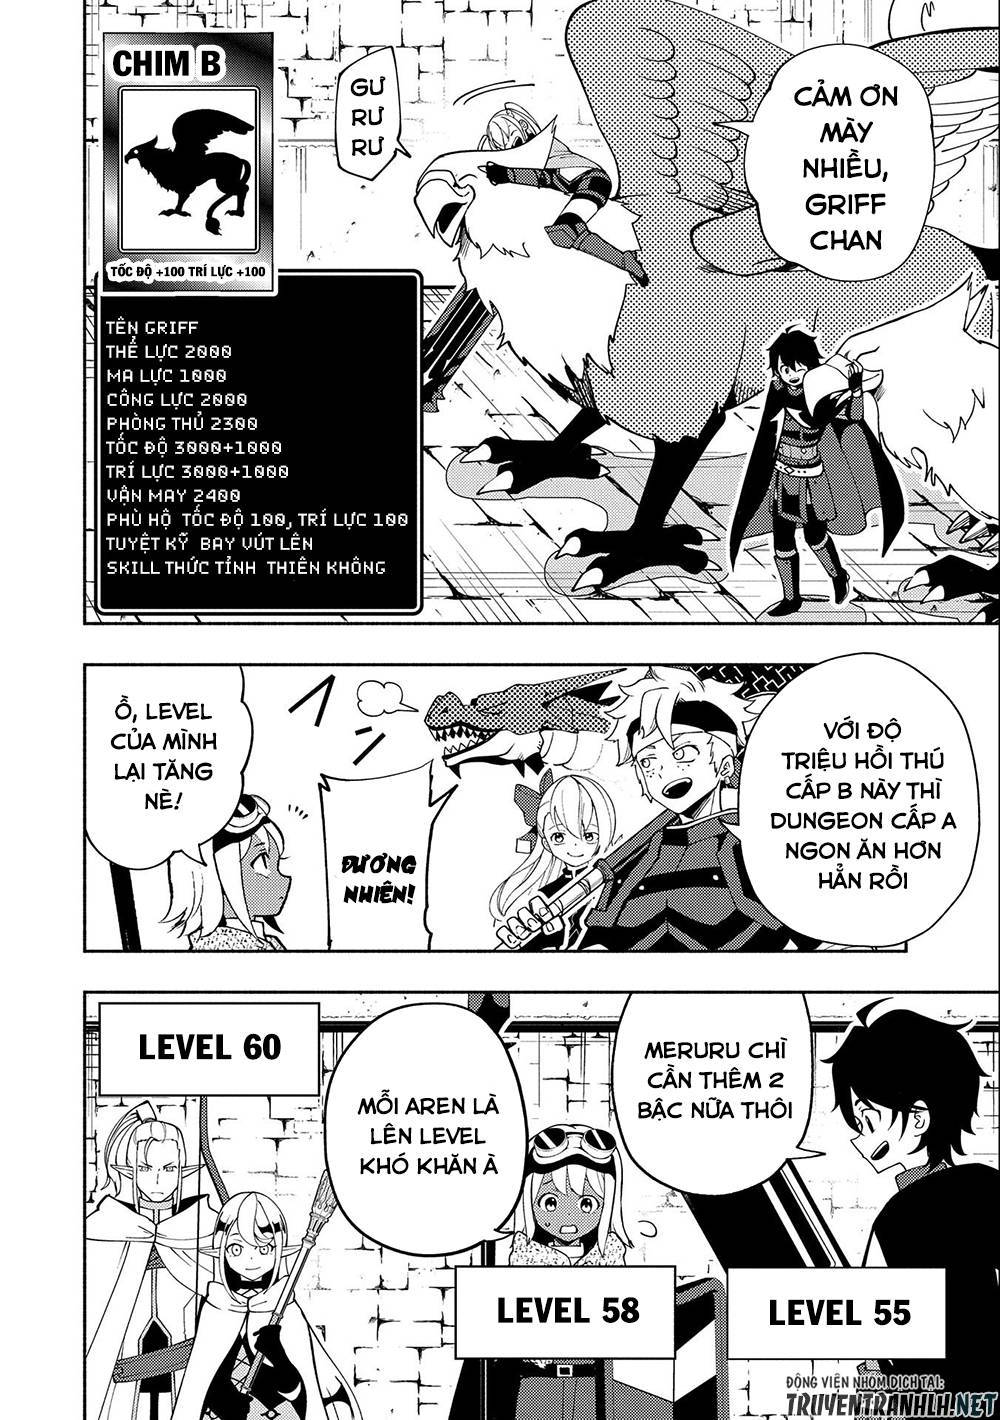 CHIM B
TỐC ĐỘ +100 TRÍ LỰC +100
GƯ
RƯ
RƯ
CẢM ƠN
MÀY
NHIỀU,
GRIFF
CHAN
TÊN GRIFF
THỂ LỰC 2000
MA LỰC 1000
CÔNG LỰC 2000
PHÒNG THỦ 2300
TỐC ĐỘ 3000+1000
TRÍ LỰC 3000+1000
VẬN MAY 2400
PHÙ HỘ TỐC ĐỘ 100, TRÍ LỰC 100
TUYỆT KỸ BAY VÚT LÊN
SKILL THỨC TỈNH THIÊN KHÔNG
VỚI ĐỘ
TRIỆU HỒI THÚ
CẤP B NÀY THÌ
DUNGEON CẤP A
NGON ĂN HƠN
HẲN RỒI
ĐƯƠNG
NHIÊN!
Ồ, LEVEL
CỦA MÌNH
LẠI TĂNG
NÈ!
MERURU CHỈ
CẦN THÊM 2
BẬC NỮA THÔI
MỖI AREN LÀ
LÊN LEVEL
KHÓ KHĂN À
LEVEL 60
LEVEL 58
LEVEL 55
ĐỘNG VIÊN NHÓM DỊCH TẠI:
TRUYENTRANHLH.NET